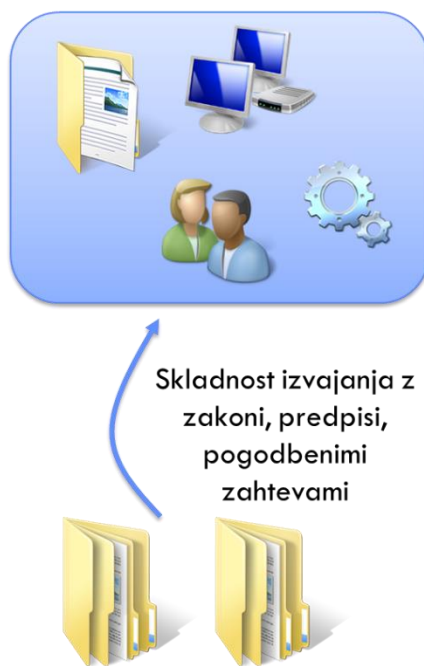 Skladnost izvajanja z
zakoni, predpisi,
pogodbenimi
zahtevami